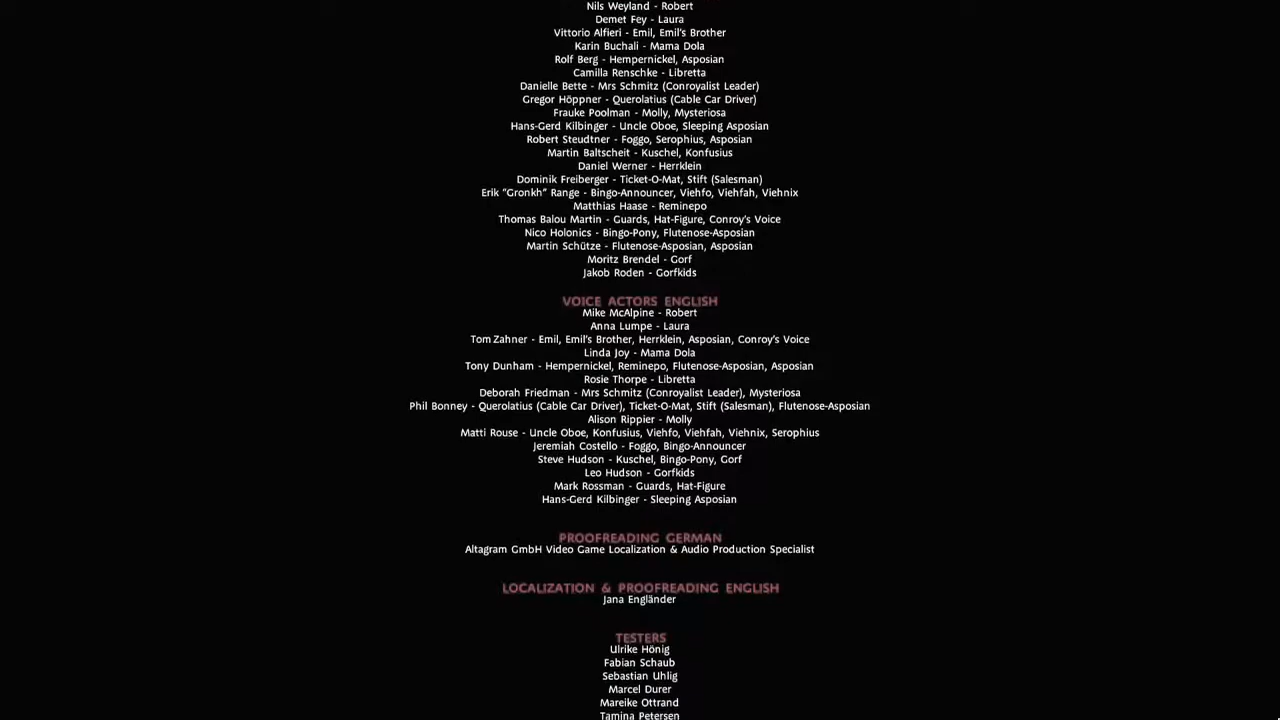 Nils Weyland - Robert
Demet Fey - Laura
Vittorio Alfieri - Emil, Emil's Brother
Karin Buchali - Mama Dola
Rolf Berg - Hempernickel, Asposian
Camilla Renschke - Libretta
Danielle Bette - Mrs Schmitz (Conroyalist Leader)
Gregor Höppner - Querolatius (Cable Car Driver)
Frauke Poolman - Molly, Mysteriosa
Hans-Gerd Kilbinger - Uncle Oboe, Sleeping Asposian
Robert Steudtner - Foggo, Serophius, Asposian
Martin Baltscheit - Kuschel, Konfusius
Daniel Werner - Herrklein
Dominik Freiberger - Ticket-O-Mat, Stift (Salesman)
Erik "Gronkh" Range - Bingo-Announcer, Viehfo, Viehfah, Viehnix
Matthias Haase - Reminepo
Thomas Balou Martin - Guards, Hat-Figure, Conroy's Voice
Nico Holonics - Bingo-Pony, Flutenose-Asposian
Martin Schütze - Flutenose-Asposian, Asposian
Moritz Brendel - Gorf
Jakob Roden - Gorfkids
VOICE ACTORS ENGLISH
Mike McAlpine - Robert
Anna Lumpe - Laura
Tom Zahner - Emil, Emil's Brother, Herrklein, Asposian, Conroy's Voice
Linda Joy - Mama Dola
Tony Dunham - Hempernickel, Reminepo, Flutenose-Asposian, Asposian
Rosie Thorpe - Libretta
Deborah Friedman - Mrs Schmitz (Conroyalist Leader), Mysteriosa
Phil Bonney - Querolatius (Cable Car Driver), Ticket-O-Mat, Stift (Salesman), Flutenose-Asposian
Alison Rippier - Molly
Matti Rouse - Uncle Oboe, Konfusius, Viehfo, Viehfah, Viehnix, Serophius
Jeremiah Costello - Foggo, Bingo-Announcer
Steve Hudson - Kuschel, Bingo-Pony, Gorf
Leo Hudson - Gorfkids
Mark Rossman - Guards, Hat-Figure
Hans-Gerd Kilbinger - Sleeping Asposian
PROOFREADING GERMAN
Altagram GmbH Video Game Localization & Audio Production Specialist
LOCALIZATION & PROOFREADING ENGLISH
Jana Engländer
TESTERS
Ulrike Hönig
Fabian Schaub
Sebastian Uhlig
Marcel Durer
Mareike Ottrand
Tamina Petersen